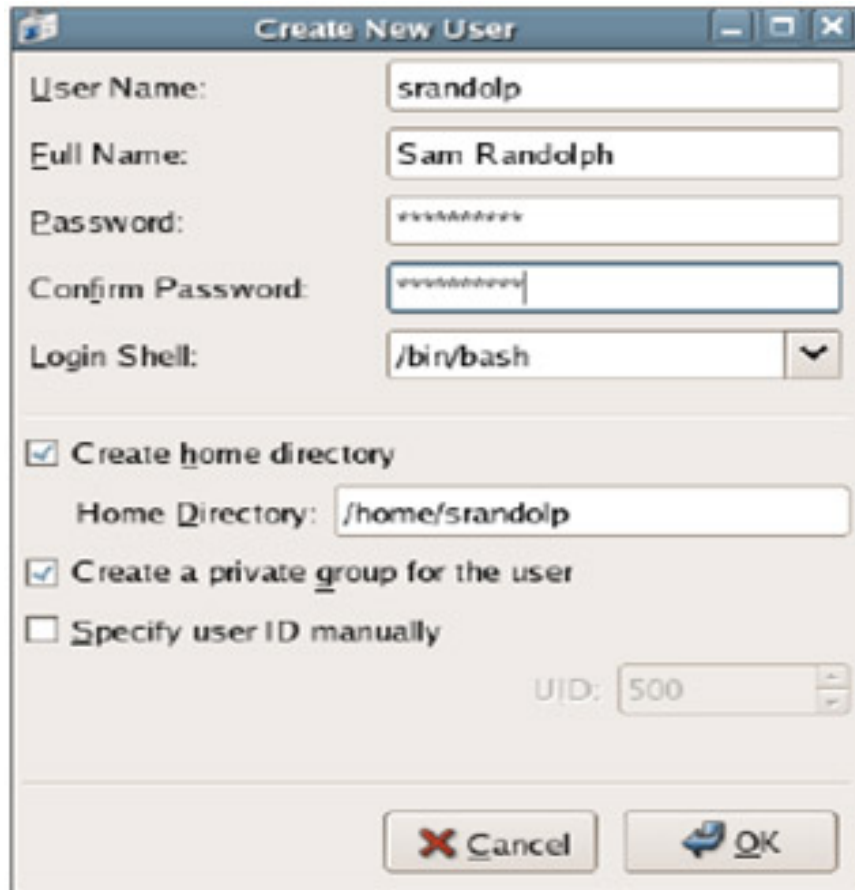 Create New User
User Name: srandolp
Full Name: Sam Randolph
Password: **********
Confirm Password: **********
Login Shell: /bin/bash
Create home directory
Home Directory: /home/srandolp
Create a private group for the user
Specify user ID manually
UID: 500
Cancel OK